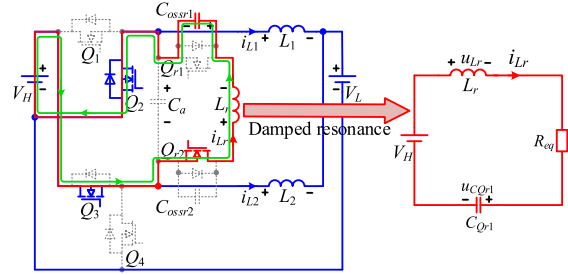 C_ossr1 i_L1 L_1
Q_1 Q_r1
V_H Q_2 C_a L_r V_L
Damped resonance
i_Lr
Q_r2
Q_3 C_ossr2 i_L2 L_2
Q_4
u_Lr i_Lr
L_r
V_H R_eq
u_CQr1
C_Qr1